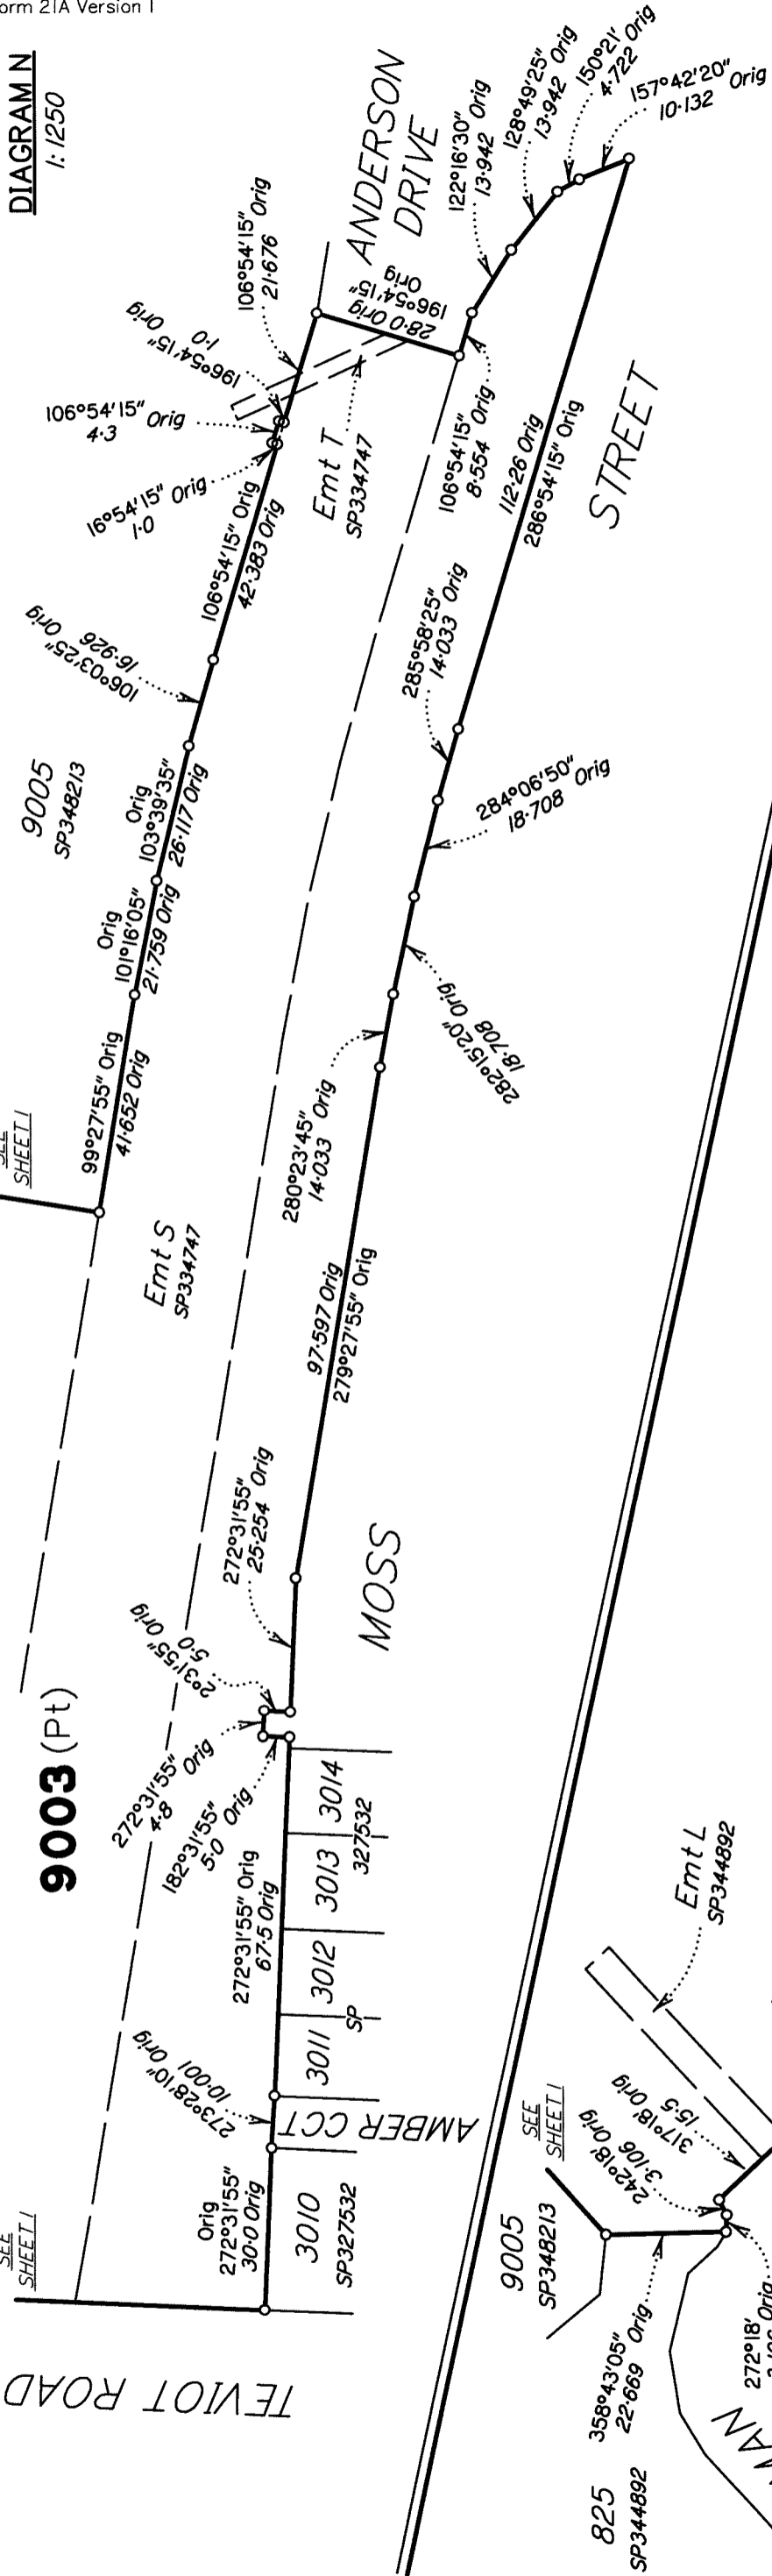 orm 21A Version 1
DIAGRAM N
1:1250
ANDERSON
DRIVE
150°21' Orig
4·722
128°49'25" Orig
13·942
157°42'20" Orig
10·132
122°16'30" Orig
13·942
106°54'15" Orig
21·676
196°54'15" Orig
1·0
106°54'15" Orig
4·3
16°54'15" Orig
1·0
196°54'15"
Orig
28·0 Orig
Emt T
SP334747
106°54'15" Orig
8·554
112·26 Orig
286°54'15" Orig
STREET
106°54'15" Orig
42·383 Orig
106°03'25" Orig
16·926
285°58'25" Orig
14·033
9005
SP348213
Orig
103°39'35"
26·117 Orig
284°06'50" Orig
18·708
Orig
101°16'05"
21·759 Orig
282°15'20" Orig
18·708
99°27'55" Orig
41·652 Orig
SEE
SHEET 1
280°23'45" Orig
14·033
Emt S
SP334747
97·597 Orig
279°27'55" Orig
272°31'55" Orig
25·254
MOSS
2°31'55" Orig
5·0
9003 (Pt)
272°31'55" Orig
4·8
182°31'55" Orig
5·0
272°31'55" Orig
67·5 Orig
3014
3013
3012
3011
SP 327532
273°28'10" Orig
10·001
AMBER CCT
Orig
272°31'55"
30·0 Orig
3010
SP327532
SEE
SHEET 1
TEVIOT ROAD
Emt L
SP344892
SEE
SHEET 1
317°18' Orig
15·5
242°18' Orig
3·106
9005
SP348213
358°43'05" Orig
22·669
272°18' Orig
825
SP344892